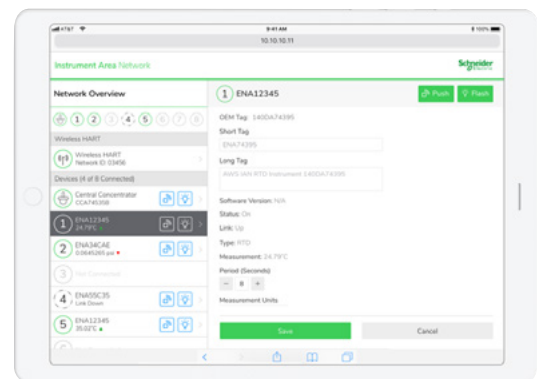 AT&T
9:41 AM
100%
10.10.10.11
Instrument Area Network
Schneider
Electric
Network Overview
1 ENA12345
Push
Flash
1 2 3 4 5 6 7 8
OEM Tag: 140DA74395
Short Tag
ENA74395
Wireless HART
Wireless HART
Network ID: 03456
Long Tag
AWS IAN RTD Instrument 140DA74395
Devices (4 of 8 Connected)
Central Concentrator
CCA745358
Software Version: N/A
1 ENA12345
24.79°C
Status: On
Link: Up
2 ENA34CAE
0.0645265 psi
Type: RTD
Measurement: 24.79°C
3 Not Connected
Period (Seconds)
- 8 +
4 ENA55C35
Link Down
Measurement Units
5 ENA12345
35.02°C
Save
Cancel